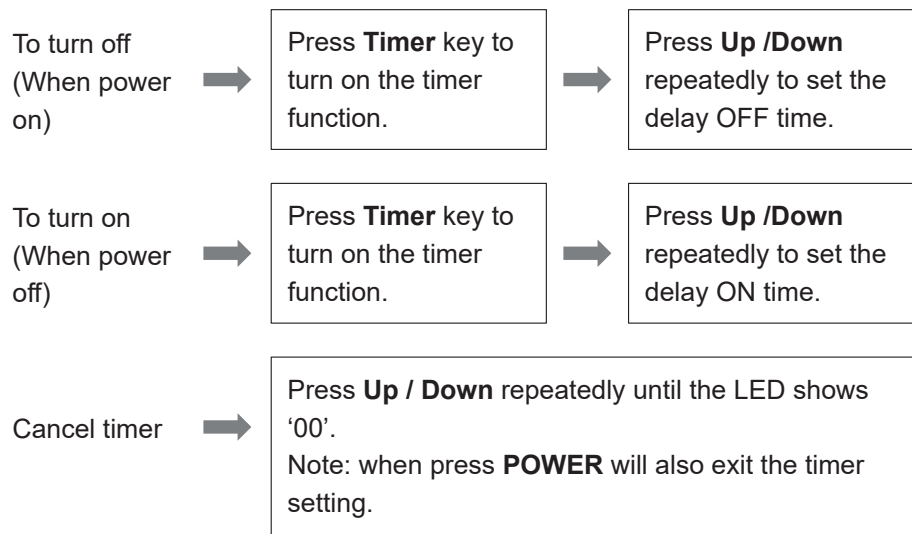 To turn off
(When power
on)
Press Timer key to
turn on the timer
function.
Press Up /Down
repeatedly to set the
delay OFF time.
To turn on
(When power
off)
Press Timer key to
turn on the timer
function.
Press Up /Down
repeatedly to set the
delay ON time.
Cancel timer
Press Up / Down repeatedly until the LED shows
‘00’.
Note: when press POWER will also exit the timer
setting.